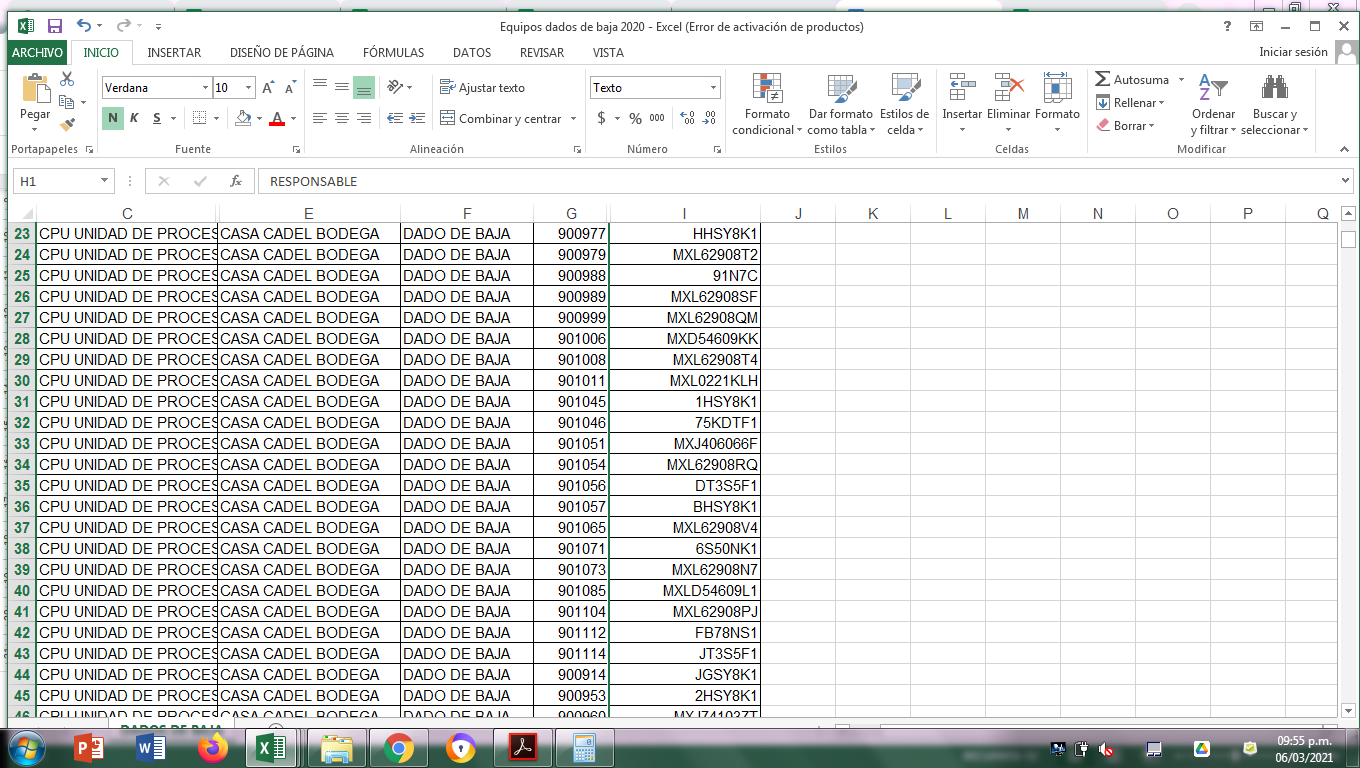 Equipos dados de baja 2020 - Excel (Error de activación de productos)
ARCHIVO INICIO INSERTAR DISEÑO DE PÁGINA FÓRMULAS DATOS REVISAR VISTA Iniciar sesión
Pegar
Portapapeles
Verdana 10
N K S
Fuente
Ajustar texto
Combinar y centrar
Alineación
Texto
$ % 000
Número
Formato condicional
Dar formato como tabla
Estilos de celda
Estilos
Insertar Eliminar Formato
Celdas
Autosuma
Rellenar
Borrar
Ordenar y filtrar
Buscar y seleccionar
Modificar
H1 fx RESPONSABLE
C E F G I J K L M N O P Q
23 CPU UNIDAD DE PROCES CASA CADEL BODEGA DADO DE BAJA 900977 HHSY8K1
24 CPU UNIDAD DE PROCES CASA CADEL BODEGA DADO DE BAJA 900979 MXL62908T2
25 CPU UNIDAD DE PROCES CASA CADEL BODEGA DADO DE BAJA 900988 91N7C
26 CPU UNIDAD DE PROCES CASA CADEL BODEGA DADO DE BAJA 900989 MXL62908SF
27 CPU UNIDAD DE PROCES CASA CADEL BODEGA DADO DE BAJA 900999 MXL62908QM
28 CPU UNIDAD DE PROCES CASA CADEL BODEGA DADO DE BAJA 901006 MXD54609KK
29 CPU UNIDAD DE PROCES CASA CADEL BODEGA DADO DE BAJA 901008 MXL62908T4
30 CPU UNIDAD DE PROCES CASA CADEL BODEGA DADO DE BAJA 901011 MXL0221KLH
31 CPU UNIDAD DE PROCES CASA CADEL BODEGA DADO DE BAJA 901045 1HSY8K1
32 CPU UNIDAD DE PROCES CASA CADEL BODEGA DADO DE BAJA 901046 75KDTF1
33 CPU UNIDAD DE PROCES CASA CADEL BODEGA DADO DE BAJA 901051 MXJ406066F
34 CPU UNIDAD DE PROCES CASA CADEL BODEGA DADO DE BAJA 901054 MXL62908RQ
35 CPU UNIDAD DE PROCES CASA CADEL BODEGA DADO DE BAJA 901056 DT3S5F1
36 CPU UNIDAD DE PROCES CASA CADEL BODEGA DADO DE BAJA 901057 BHSY8K1
37 CPU UNIDAD DE PROCES CASA CADEL BODEGA DADO DE BAJA 901065 MXL62908V4
38 CPU UNIDAD DE PROCES CASA CADEL BODEGA DADO DE BAJA 901071 6S50NK1
39 CPU UNIDAD DE PROCES CASA CADEL BODEGA DADO DE BAJA 901073 MXL62908N7
40 CPU UNIDAD DE PROCES CASA CADEL BODEGA DADO DE BAJA 901085 MXLD54609L1
41 CPU UNIDAD DE PROCES CASA CADEL BODEGA DADO DE BAJA 901104 MXL62908PJ
42 CPU UNIDAD DE PROCES CASA CADEL BODEGA DADO DE BAJA 901112 FB78NS1
43 CPU UNIDAD DE PROCES CASA CADEL BODEGA DADO DE BAJA 901114 JT3S5F1
44 CPU UNIDAD DE PROCES CASA CADEL BODEGA DADO DE BAJA 900914 JGSY8K1
45 CPU UNIDAD DE PROCES CASA CADEL BODEGA DADO DE BAJA 900953 2HSY8K1
46 CPU UNIDAD DE PROCES CASA CADEL BODEGA DADO DE BAJA 900960
DADOS DE BAJA
09:55 p.m.
06/03/2021